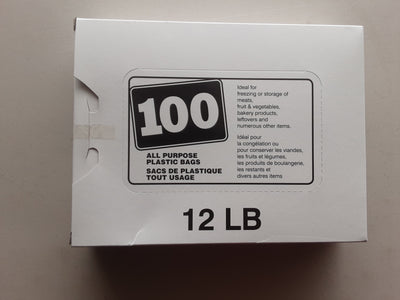 100
ALL PURPOSE
PLASTIC BAGS
SACS DE PLASTIQUE
TOUT USAGE
Ideal for
freezing or storage of
meats,
fruit & vegetables,
bakery products,
leftovers and
numerous other items.
Idéal pour
la congélation ou
pour conserver les viandes,
les fruits et légumes,
les produits de boulangerie,
les restants et
divers autres items
12 LB